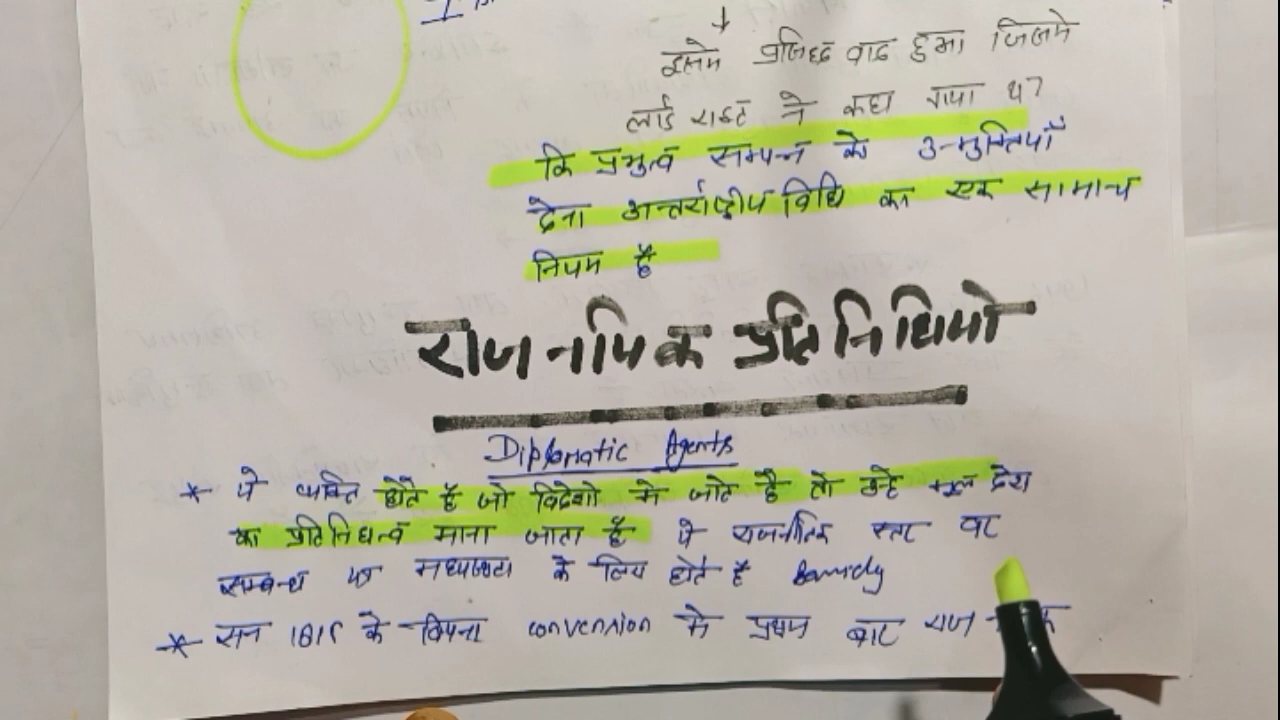 इसमे प्रसिद्ध वाद हुआ जिसमे
लार्ड राइट ने कहा गया था
कि प्रभुत्व सम्पन्न को उन्मुक्तियाँ
देना अन्तर्राष्ट्रीय विधि का एक सामान्य
नियम है
राजनयिक प्रतिनिधियो
Diplomatic Agents
* ये व्यक्ति होते है जो विदेशो मे जाते है तो उन्हे मूल देश
का प्रतिनिधित्व माना जाता है ये राजनीतिक स्तर पर
सम्बन्ध मध्यस्थता के लिये होते है
* सन 1815 के वियना convension मे प्रथम बार राज